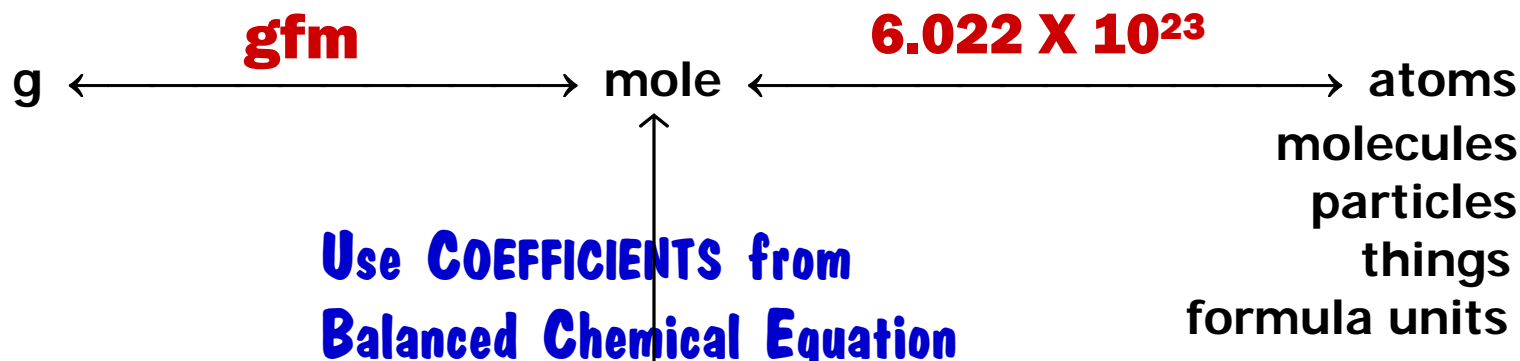 gfm 6.022 X 10²³
g mole atoms
molecules
particles
things
formula units
Use COEFFICIENTS from
Balanced Chemical Equation